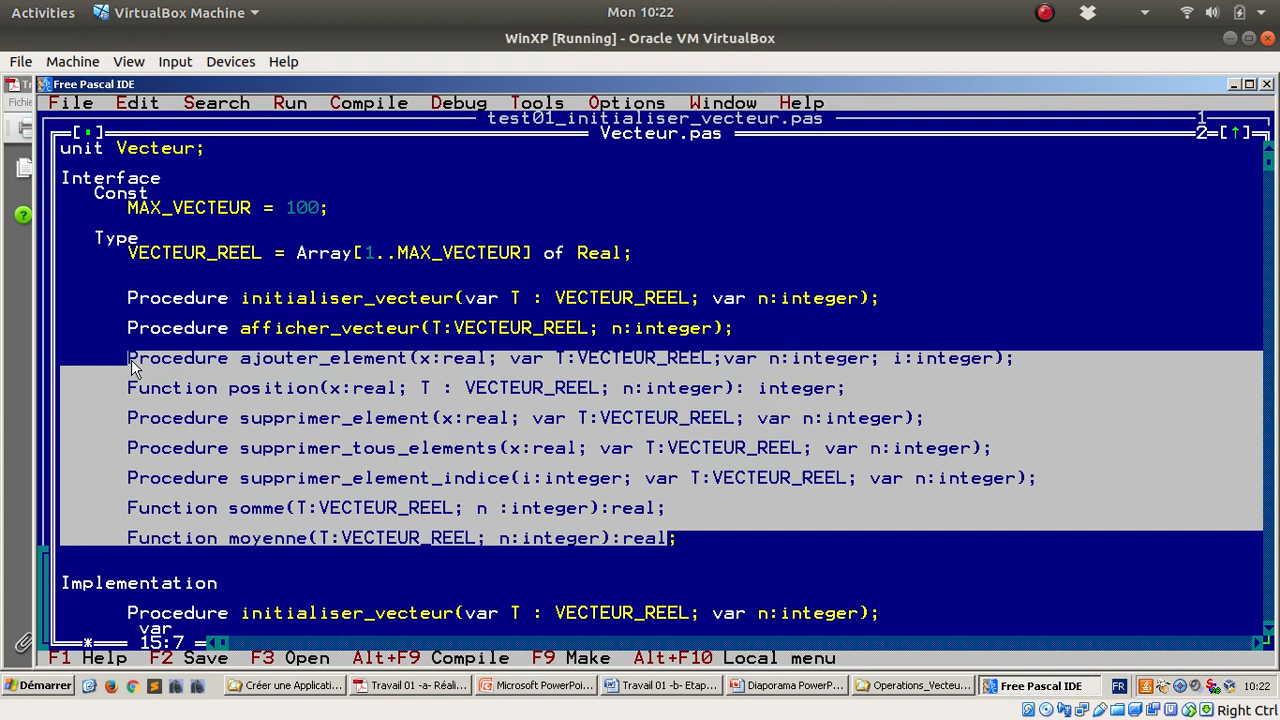 Activities VirtualBox Machine Mon 10:22
WinXP [Running] - Oracle VM VirtualBox
File Machine View Input Devices Help
Free Pascal IDE
Fichie
File Edit Search Run Compile Debug Tools Options Window Help
test01_initialiser_vecteur.pas 1
Vecteur.pas 2
unit Vecteur;
Interface
Const
MAX_VECTEUR = 100;
Type
VECTEUR_REEL = Array[1..MAX_VECTEUR] of Real;
Procedure initialiser_vecteur(var T : VECTEUR_REEL; var n:integer);
Procedure afficher_vecteur(T:VECTEUR_REEL; n:integer);
Procedure ajouter_element(x:real; var T:VECTEUR_REEL;var n:integer; i:integer);
Function position(x:real; T : VECTEUR_REEL; n:integer): integer;
Procedure supprimer_element(x:real; var T:VECTEUR_REEL; var n:integer);
Procedure supprimer_tous_elements(x:real; var T:VECTEUR_REEL; var n:integer);
Procedure supprimer_element_indice(i:integer; var T:VECTEUR_REEL; var n:integer);
Function somme(T:VECTEUR_REEL; n :integer):real;
Function moyenne(T:VECTEUR_REEL; n:integer):real;
Implementation
Procedure initialiser_vecteur(var T : VECTEUR_REEL; var n:integer);
var
* 15:7
F1 Help F2 Save F3 Open Alt+F9 Compile F9 Make Alt+F10 Local menu
Démarrer Créer une Applicati... Travail 01 -a- Réali... Microsoft PowerPoi... Travail 01 -b- Etap... Diaporama PowerP... Operations_Vecteu... Free Pascal IDE FR 10:22
Right Ctrl